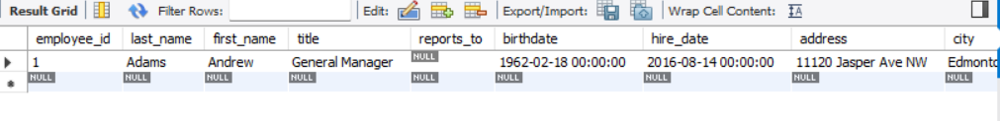 Result Grid Filter Rows: Edit: Export/Import: Wrap Cell Content: IA
employee_id last_name first_name title reports_to birthdate hire_date address city
1 Adams Andrew General Manager NULL 1962-02-18 00:00:00 2016-08-14 00:00:00 11120 Jasper Ave NW Edmonto
NULL NULL NULL NULL NULL NULL NULL NULL NULL